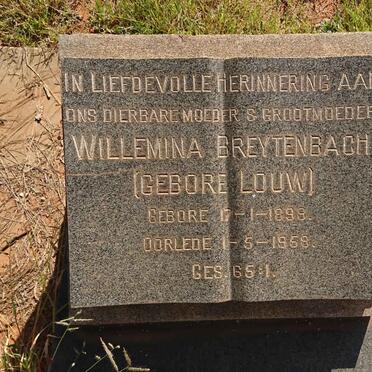 IN LIEFDEVOLLE HERINNERING AAN
ONS DIERBARE MOEDER & GROOTMOEDER
WILLEMINA BREYTENBACH
(GEBORE LOUW)
GEBORE 17-1-1893.
OORLEDE 1-5-1958.
GES. 65:1.